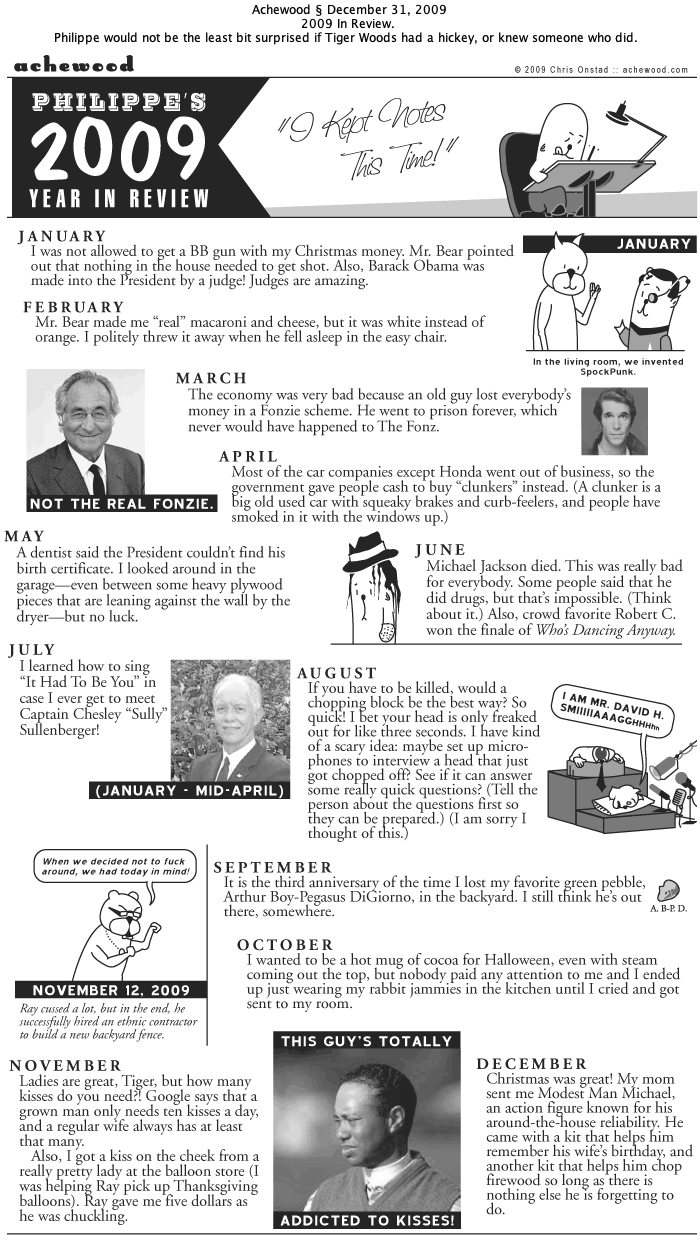 Achewood § December 31, 2009
2009 In Review.
Philippe would not be the least bit surprised if Tiger Woods had a hickey, or knew someone who did.
achewood
© 2009 Chris Onstad :: achewood.com
PHILIPPE'S
2009
YEAR IN REVIEW
"I Kept Notes
This Time!"
JANUARY
I was not allowed to get a BB gun with my Christmas money. Mr. Bear pointed
out that nothing in the house needed to get shot. Also, Barack Obama was
made into the President by a judge! Judges are amazing.
JANUARY
In the living room, we invented
SpockPunk.
FEBRUARY
Mr. Bear made me “real” macaroni and cheese, but it was white instead of
orange. I politely threw it away when he fell asleep in the easy chair.
MARCH
The economy was very bad because an old guy lost everybody's
money in a Fonzie scheme. He went to prison forever, which
never would have happened to The Fonz.
NOT THE REAL FONZIE.
APRIL
Most of the car companies except Honda went out of business, so the
government gave people cash to buy “clunkers” instead. (A clunker is a
big old used car with squeaky brakes and curb-feelers, and people have
smoked in it with the windows up.)
MAY
A dentist said the President couldn't find his
birth certificate. I looked around in the
garage—even between some heavy plywood
pieces that are leaning against the wall by the
dryer—but no luck.
JUNE
Michael Jackson died. This was really bad
for everybody. Some people said that he
did drugs, but that's impossible. (Think
about it.) Also, crowd favorite Robert C.
won the finale of Who's Dancing Anyway.
JULY
I learned how to sing
“It Had To Be You” in
case I ever get to meet
Captain Chesley “Sully”
Sullenberger!
(JANUARY - MID-APRIL)
AUGUST
If you have to be killed, would a
chopping block be the best way? So
quick! I bet your head is only freaked
out for like three seconds. I have kind
of a scary idea: maybe set up micro-
phones to interview a head that just
got chopped off? See if it can answer
some really quick questions? (Tell the
person about the questions first so
they can be prepared.) (I am sorry I
thought of this.)
I AM MR. DAVID H.
SMIIIIAAAGGHHHhhn
When we decided not to fuck
around, we had today in mind!
NOVEMBER 12, 2009
Ray cussed a lot, but in the end, he
successfully hired an ethnic contractor
to build a new backyard fence.
SEPTEMBER
It is the third anniversary of the time I lost my favorite green pebble,
Arthur Boy-Pegasus DiGiorno, in the backyard. I still think he's out
there, somewhere.
A. B-P. D.
OCTOBER
I wanted to be a hot mug of cocoa for Halloween, even with steam
coming out the top, but nobody paid any attention to me and I ended
up just wearing my rabbit jammies in the kitchen until I cried and got
sent to my room.
NOVEMBER
Ladies are great, Tiger, but how many
kisses do you need?! Google says that a
grown man only needs ten kisses a day,
and a regular wife always has at least
that many.
Also, I got a kiss on the cheek from a
really pretty lady at the balloon store (I
was helping Ray pick up Thanksgiving
balloons). Ray gave me five dollars as
he was chuckling.
THIS GUY'S TOTALLY
ADDICTED TO KISSES!
DECEMBER
Christmas was great! My mom
sent me Modest Man Michael,
an action figure known for his
around-the-house reliability. He
came with a kit that helps him
remember his wife's birthday, and
another kit that helps him chop
firewood so long as there is
nothing else he is forgetting to
do.